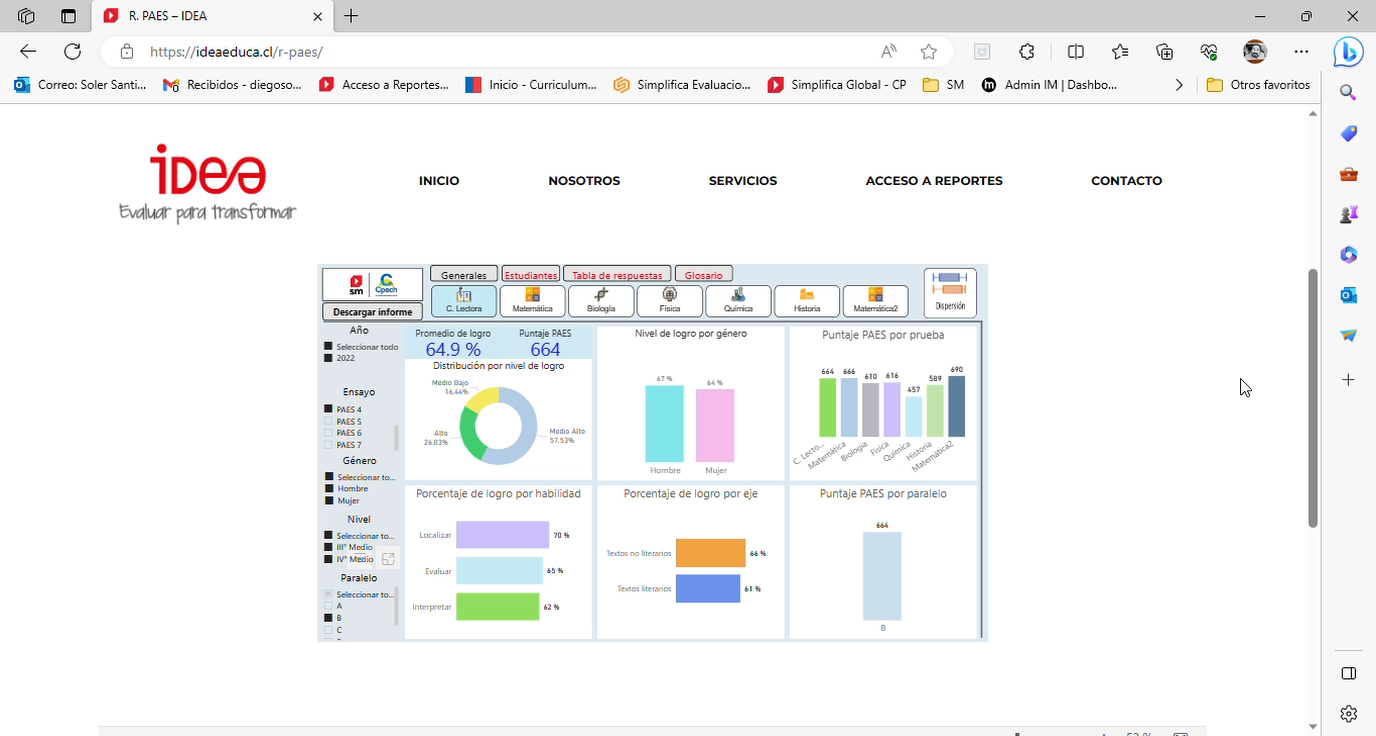 R. PAES – IDEA
https://ideaeduca.cl/r-paes/
Correo: Soler Santi...
Recibidos - diegoso...
Acceso a Reportes...
Inicio - Curriculum...
Simplifica Evaluacio...
Simplifica Global - CP
SM
Admin IM | Dashbo...
Otros favoritos
idea
Evaluar para transformar
INICIO
NOSOTROS
SERVICIOS
ACCESO A REPORTES
CONTACTO
sm
Cpech
Descargar informe
Generales
Estudiantes
Tabla de respuestas
Glosario
C. Lectora
Matemática
Biología
Física
Química
Historia
Matemática2
Dispersión
Año
Seleccionar todo
2022
Ensayo
PAES 4
PAES 5
PAES 6
PAES 7
Género
Seleccionar to...
Hombre
Mujer
Nivel
Seleccionar to...
III° Medio
IV° Medio
Paralelo
Seleccionar to...
A
B
C
Promedio de logro
64.9 %
Puntaje PAES
664
Distribución por nivel de logro
Medio Bajo
16.44%
Alto
26.03%
Medio Alto
57.53%
Nivel de logro por género
67 %
64 %
Hombre
Mujer
Puntaje PAES por prueba
664
666
610
616
457
589
690
C. Lecto...
Matemática
Biología
Física
Química
Historia
Matemática2
Porcentaje de logro por habilidad
Localizar
70 %
Evaluar
65 %
Interpretar
62 %
Porcentaje de logro por eje
Textos no literarios
66 %
Textos literarios
61 %
Puntaje PAES por paralelo
664
B